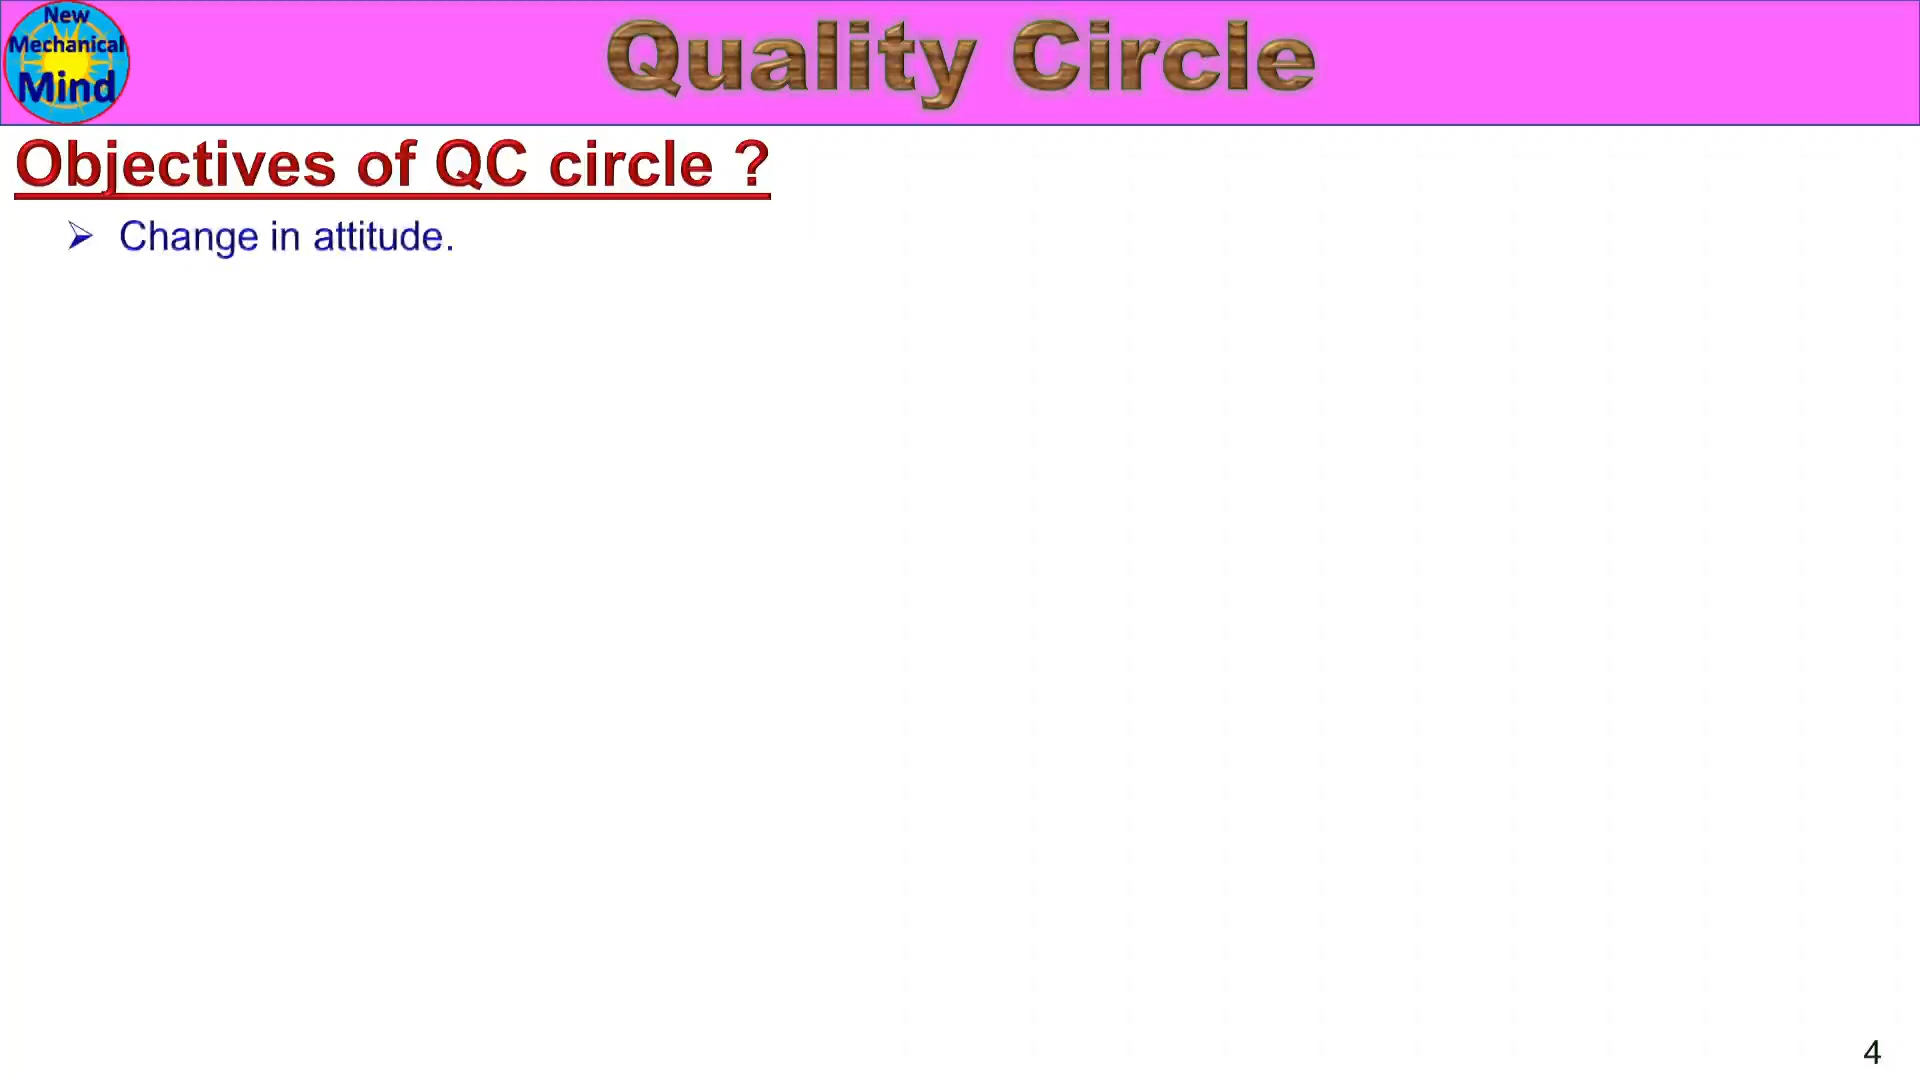 New
Mechanical
Mind
Quality Circle
Objectives of QC circle ?
➢ Change in attitude.
4